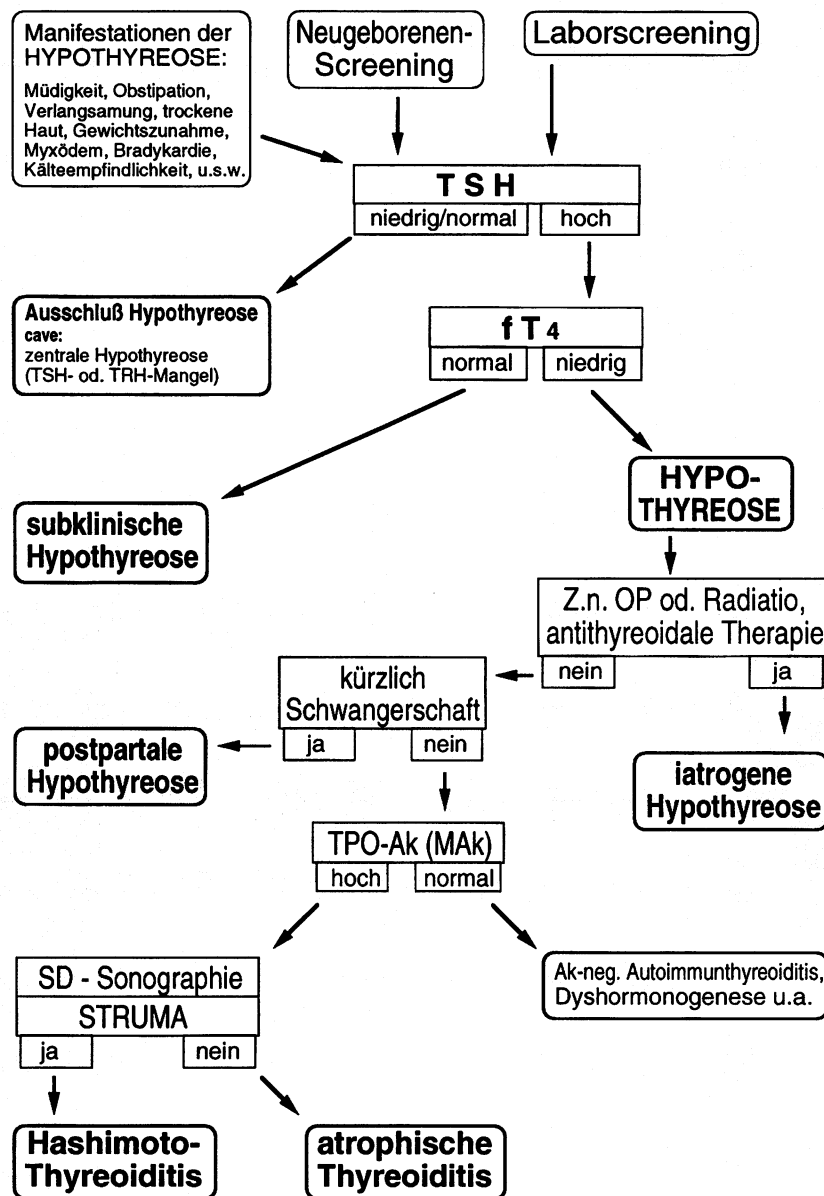 Manifestationen der
HYPOTHYREOSE:
Müdigkeit, Obstipation,
Verlangsamung, trockene
Haut, Gewichtszunahme,
Myxödem, Bradykardie,
Kälteempfindlichkeit, u.s.w.
Neugeborenen-
Screening
Laborscreening
TSH
niedrig/normal
hoch
Ausschluß Hypothyreose
cave:
zentrale Hypothyreose
(TSH- od. TRH-Mangel)
fT4
normal
niedrig
subklinische
Hypothyreose
HYPO-
THYREOSE
Z.n. OP od. Radiatio,
antithyreoidale Therapie
nein
ja
kürzlich
Schwangerschaft
ja
nein
postpartale
Hypothyreose
iatrogene
Hypothyreose
TPO-Ak (MAk)
hoch
normal
SD - Sonographie
STRUMA
ja
nein
Ak-neg. Autoimmunthyreoiditis,
Dyshormonogenese u.a.
Hashimoto-
Thyreoiditis
atrophische
Thyreoiditis